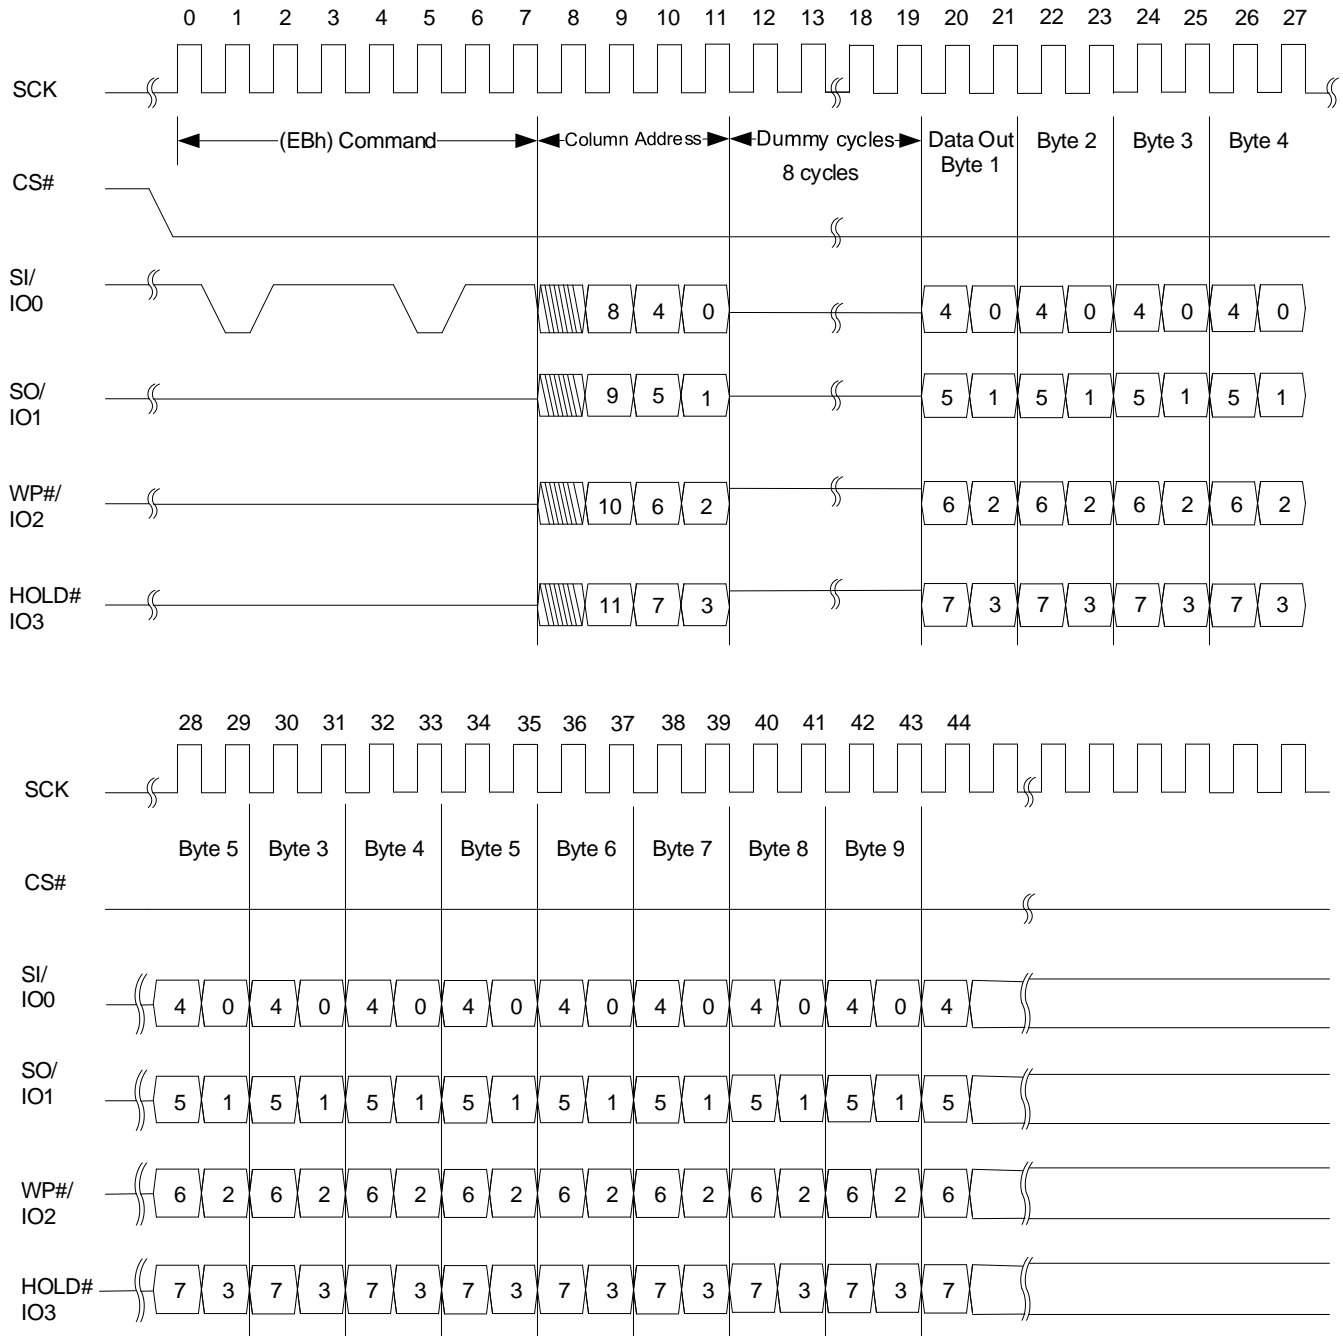 0 1 2 3 4 5 6 7 8 9 10 11 12 13 18 19 20 21 22 23 24 25 26 27
SCK
(EBh) Command Column Address Dummy cycles Data Out Byte 2 Byte 3 Byte 4
8 cycles Byte 1
CS#
SI/
IO0
8 4 0 4 0 4 0 4 0 4 0
SO/
IO1
9 5 1 5 1 5 1 5 1 5 1
WP#/
IO2
10 6 2 6 2 6 2 6 2 6 2
HOLD#
IO3
11 7 3 7 3 7 3 7 3 7 3
28 29 30 31 32 33 34 35 36 37 38 39 40 41 42 43 44
SCK
Byte 5 Byte 3 Byte 4 Byte 5 Byte 6 Byte 7 Byte 8 Byte 9
CS#
SI/
IO0
4 0 4 0 4 0 4 0 4 0 4 0 4 0 4 0 4
SO/
IO1
5 1 5 1 5 1 5 1 5 1 5 1 5 1 5 1 5
WP#/
IO2
6 2 6 2 6 2 6 2 6 2 6 2 6 2 6 2 6
HOLD#
IO3
7 3 7 3 7 3 7 3 7 3 7 3 7 3 7 3 7